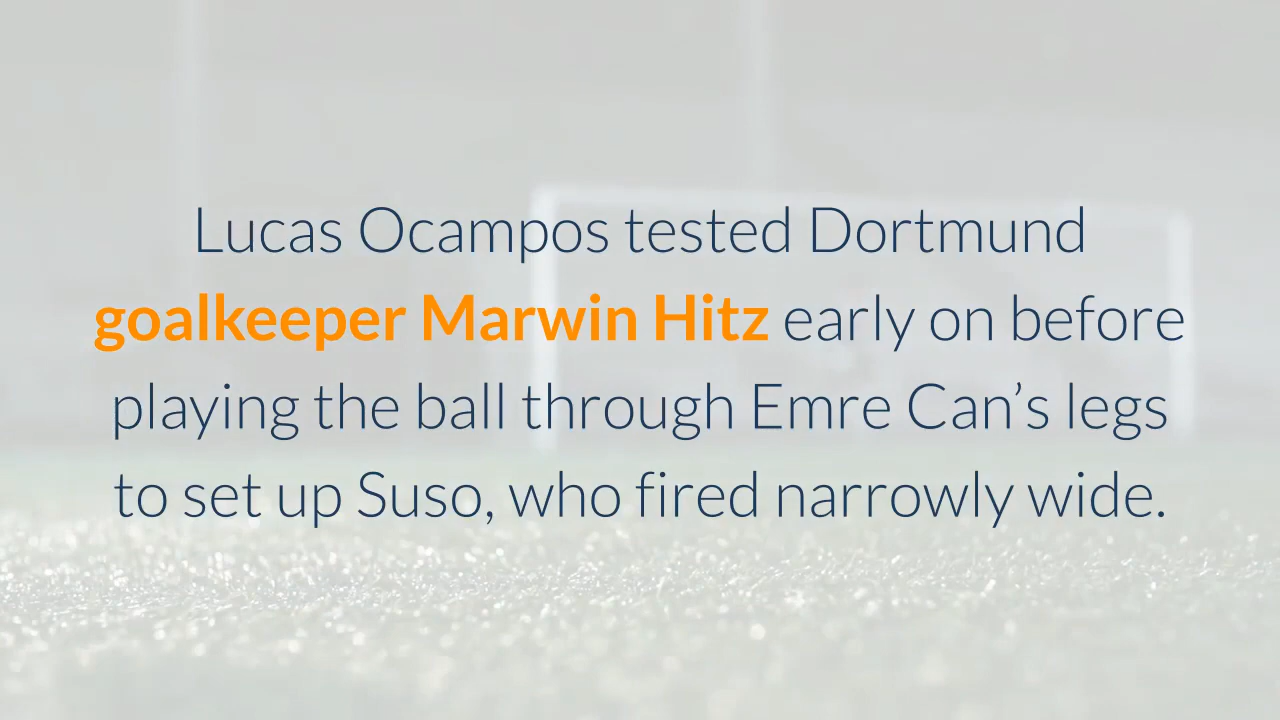 Lucas Ocampos tested Dortmund
goalkeeper Marwin Hitz early on before
playing the ball through Emre Can’s legs
to set up Suso, who fired narrowly wide.